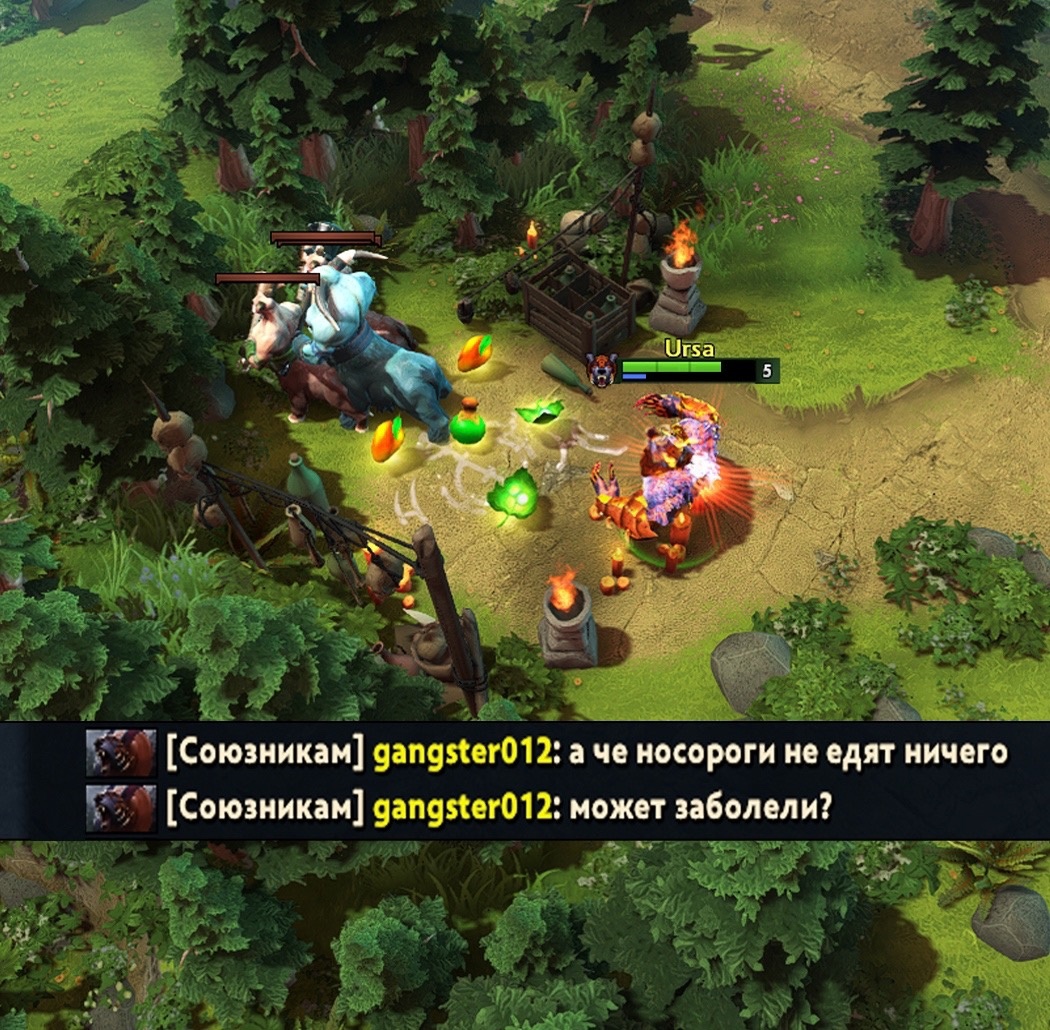 Ursa
5
[Союзникам] gangster012: а че носороги не едят ничего
[Союзникам] gangster012: может заболели?